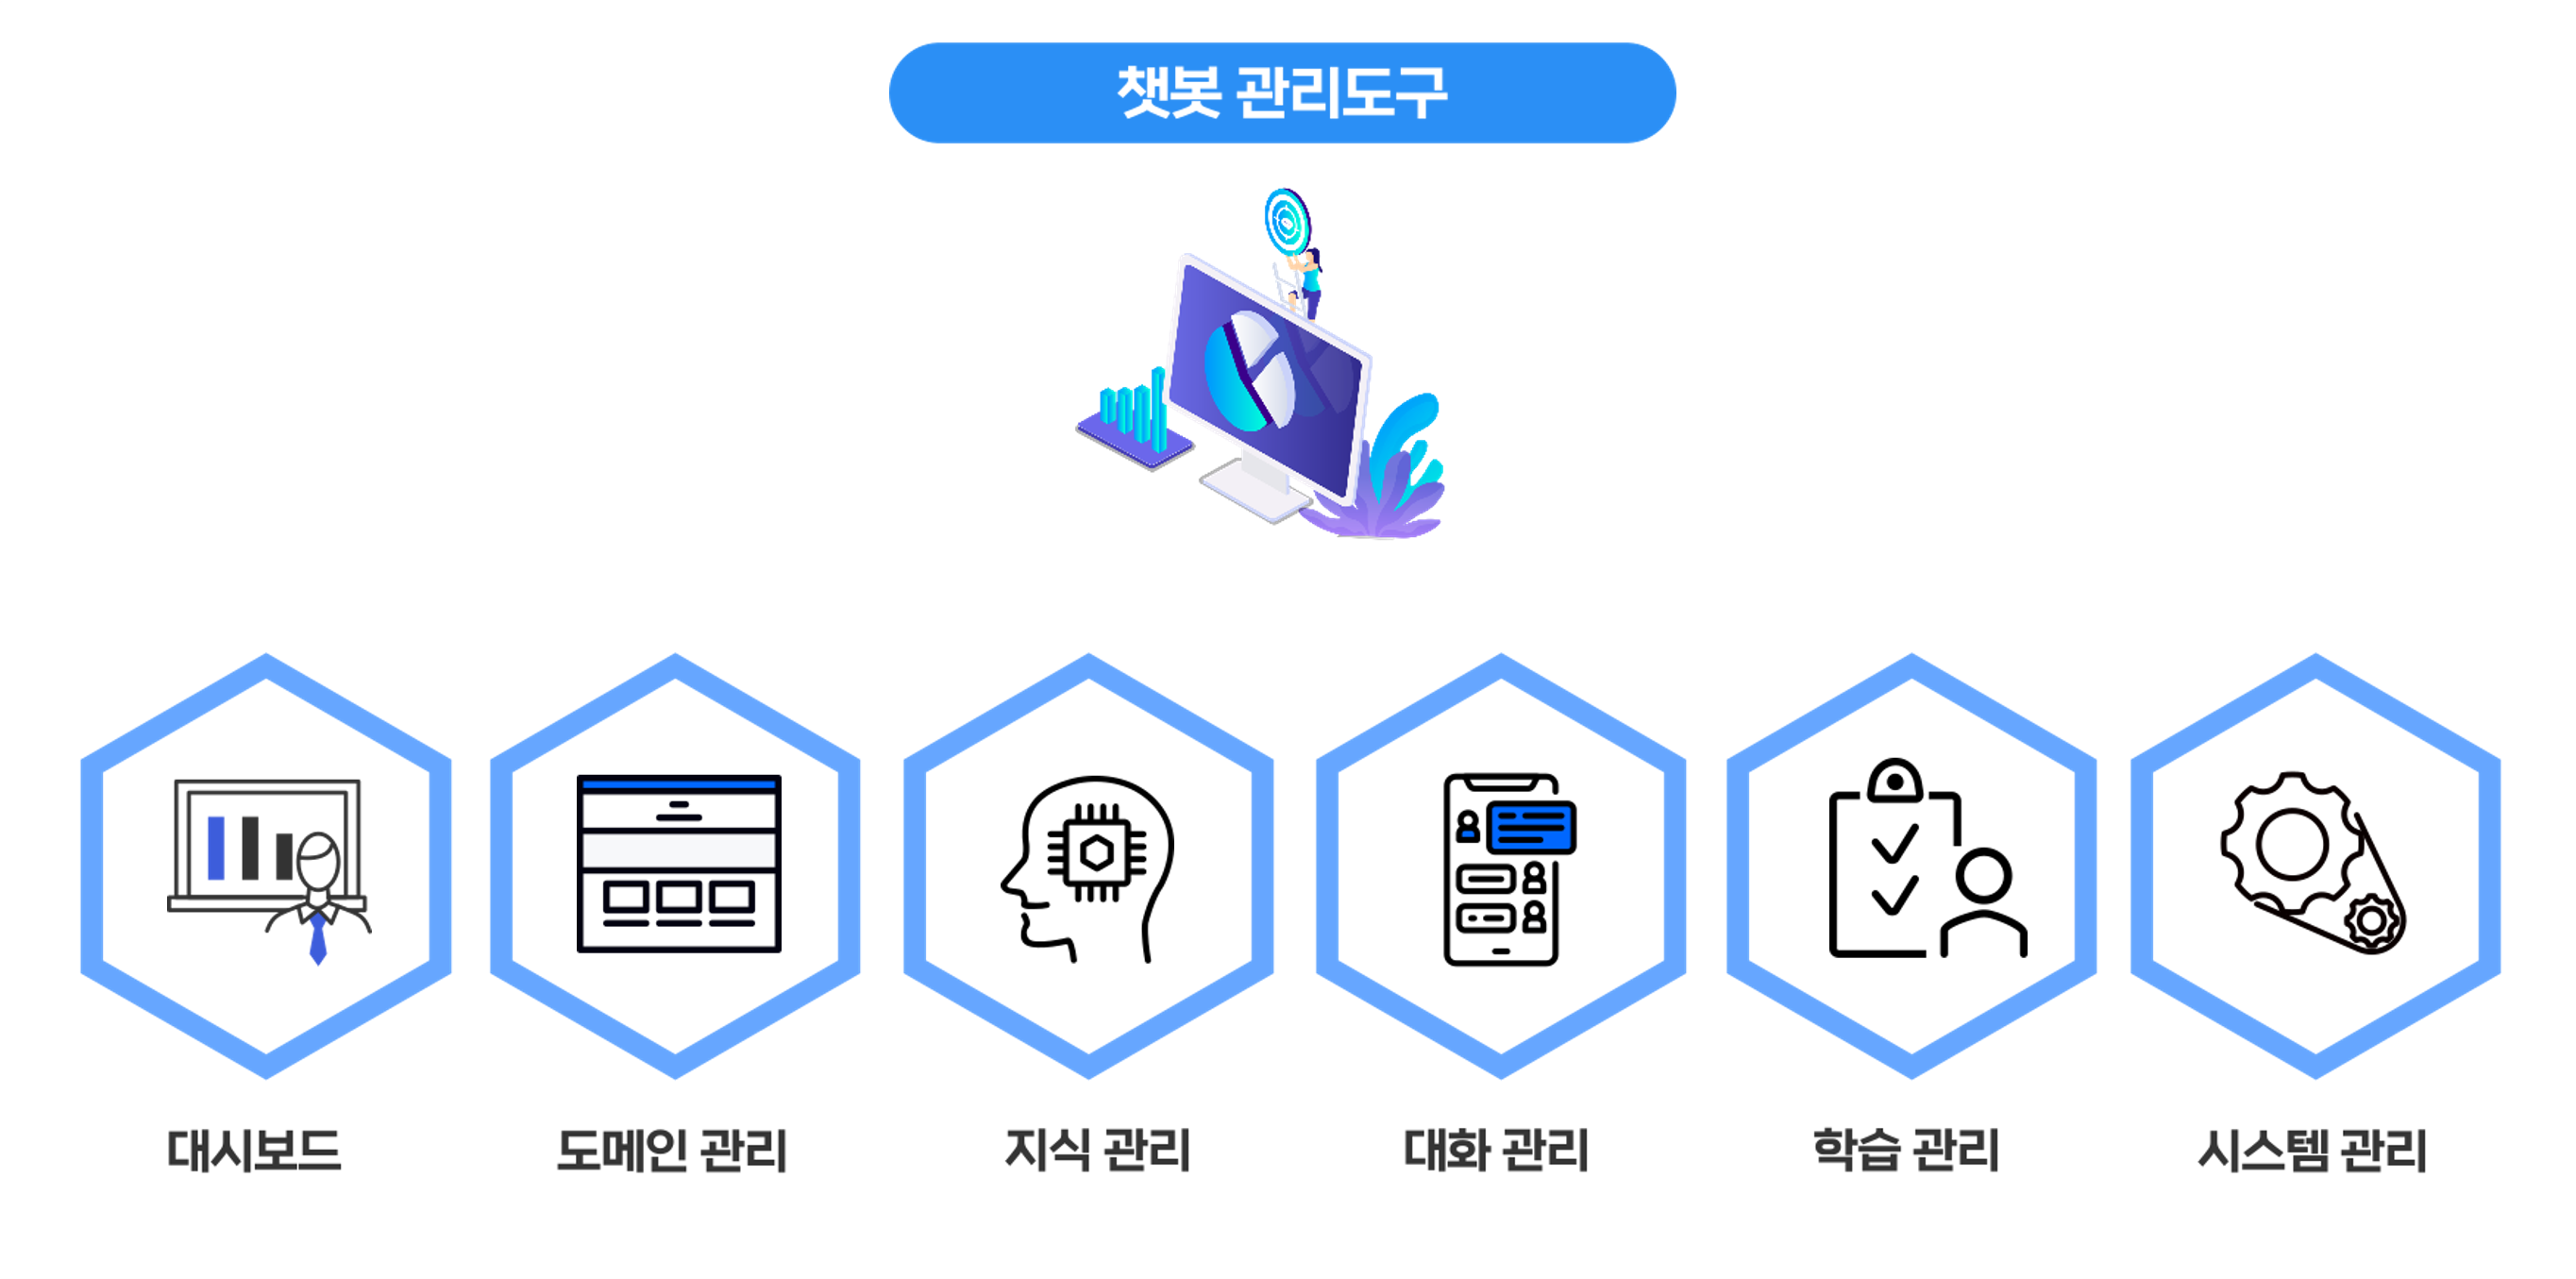 챗봇 관리도구
대시보드
도메인 관리
지식 관리
대화 관리
학습 관리
시스템 관리